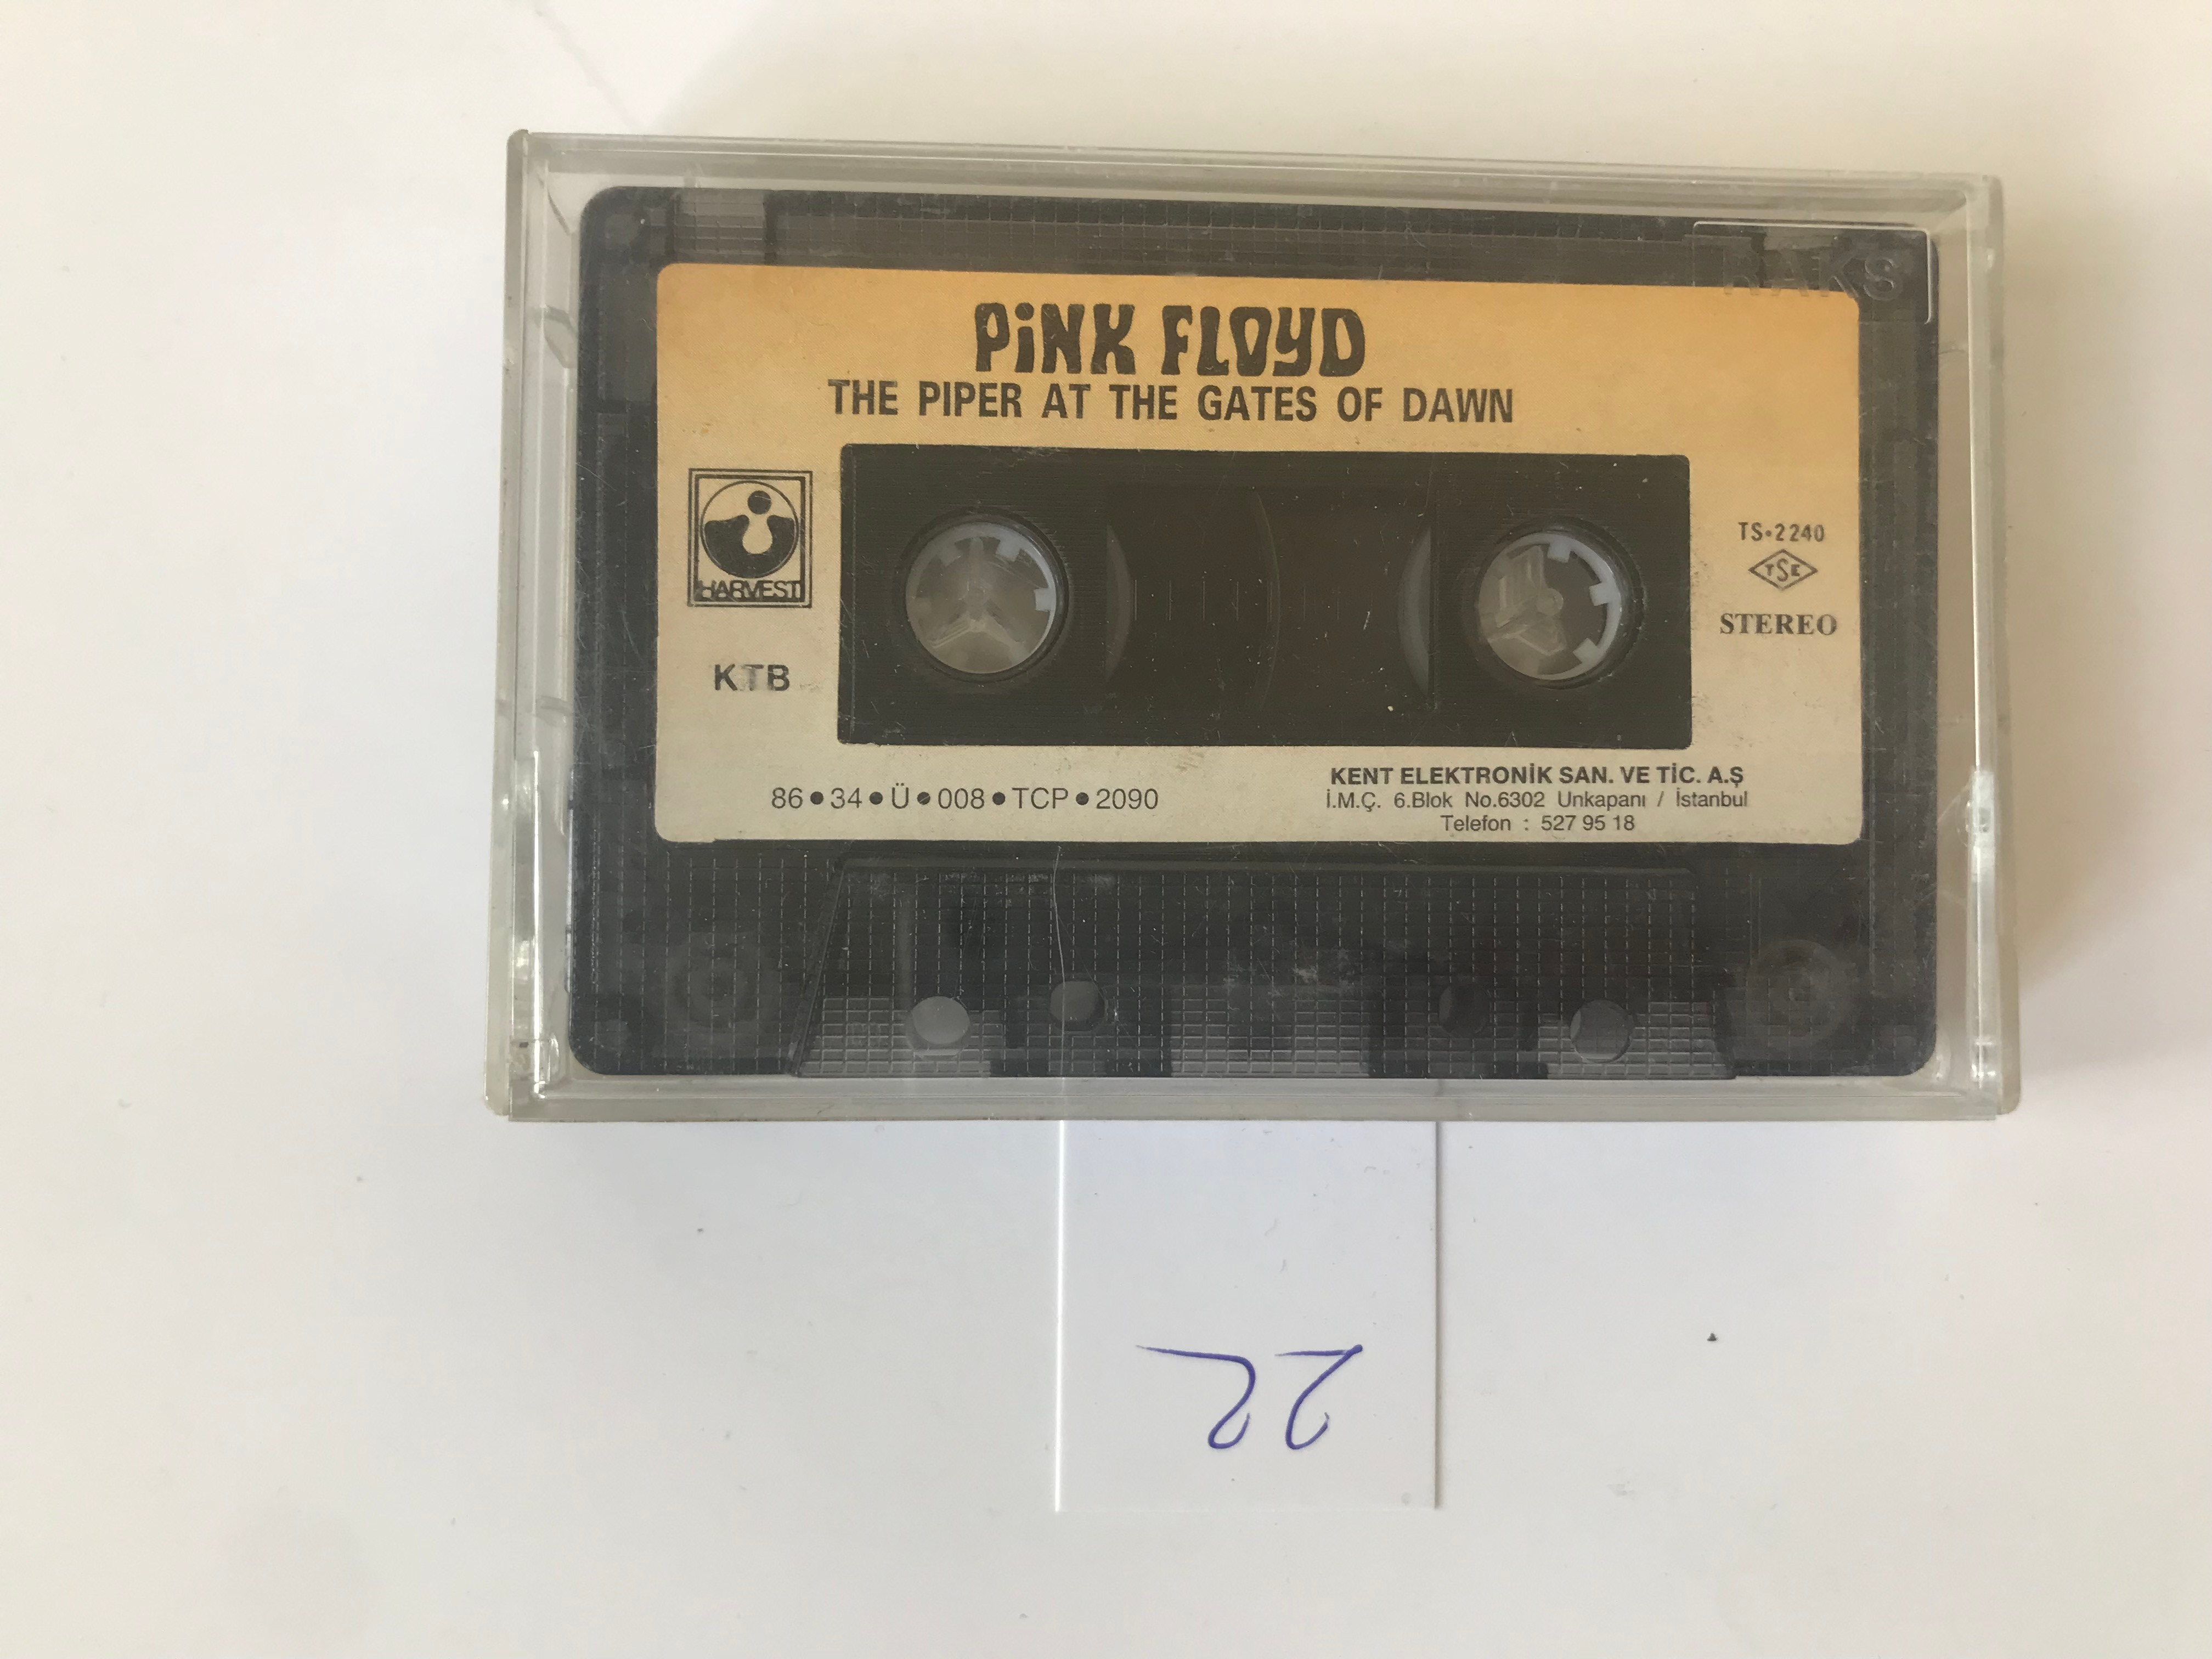 RAKS
PiNK FLOYD
THE PIPER AT THE GATES OF DAWN
HARVEST
KTB
TS•2240
TSE
STEREO
86•34•Ü•008•TCP•2090
KENT ELEKTRONİK SAN. VE TİC. A.Ş
İ.M.Ç. 6.Blok No.6302 Unkapanı / İstanbul
Telefon : 527 95 18
22